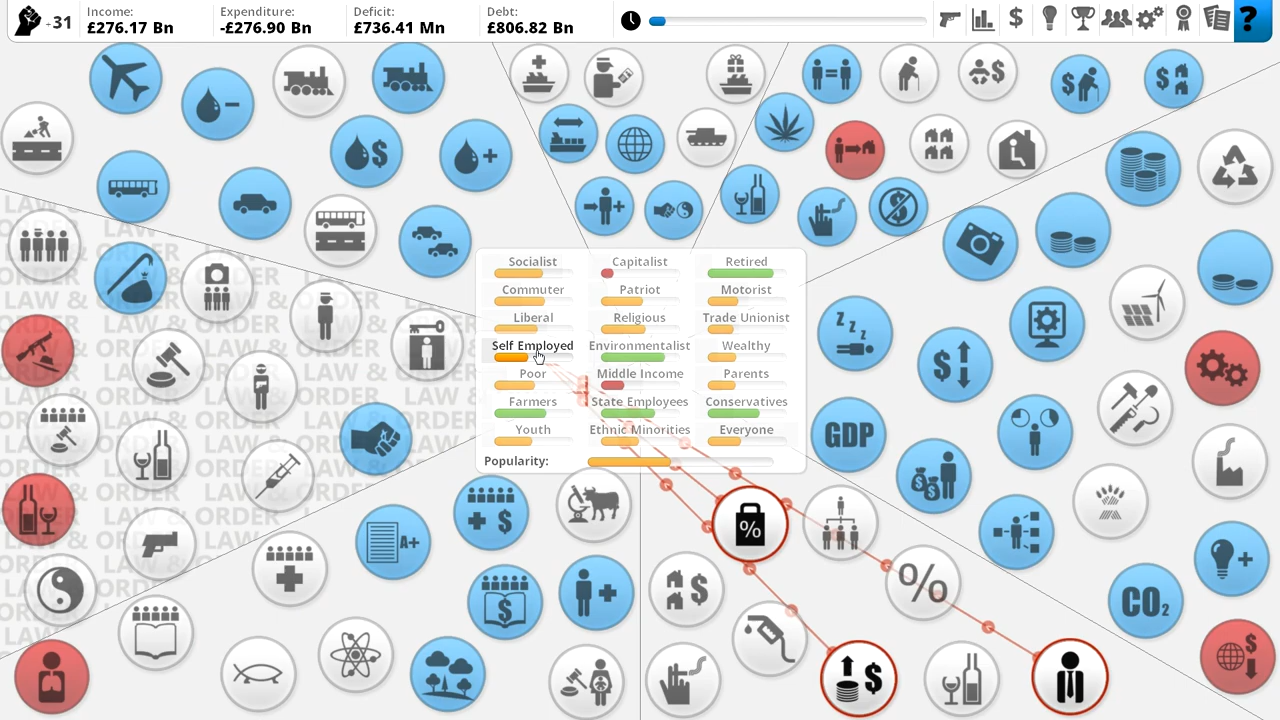 +31
Income:
£276.17 Bn
Expenditure:
-£276.90 Bn
Deficit:
£736.41 Mn
Debt:
£806.82 Bn
?
Socialist Capitalist Retired
Commuter Patriot Motorist
Liberal Religious Trade Unionist
Self Employed Environmentalist Wealthy
Poor Middle Income Parents
Farmers State Employees Conservatives
Youth Ethnic Minorities Everyone
Popularity:
LAW & ORDER LAW & ORDER
GDP
CO₂
A+
%
%
$
$
$
$
$
$
$
$
Z Z Z